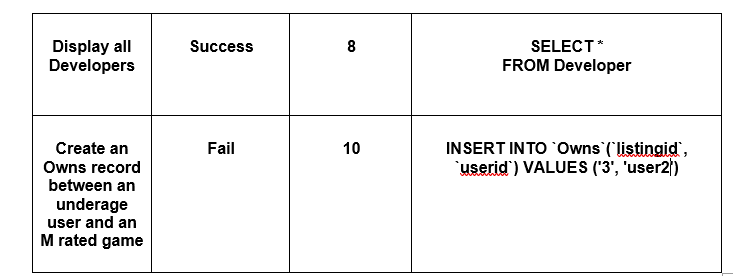 Display all
Developers
Success
8
SELECT *
FROM Developer
Create an
Owns record
between an
underage
user and an
M rated game
Fail
10
INSERT INTO `Owns`(`listingid`,
`userid`) VALUES ('3', 'user2')